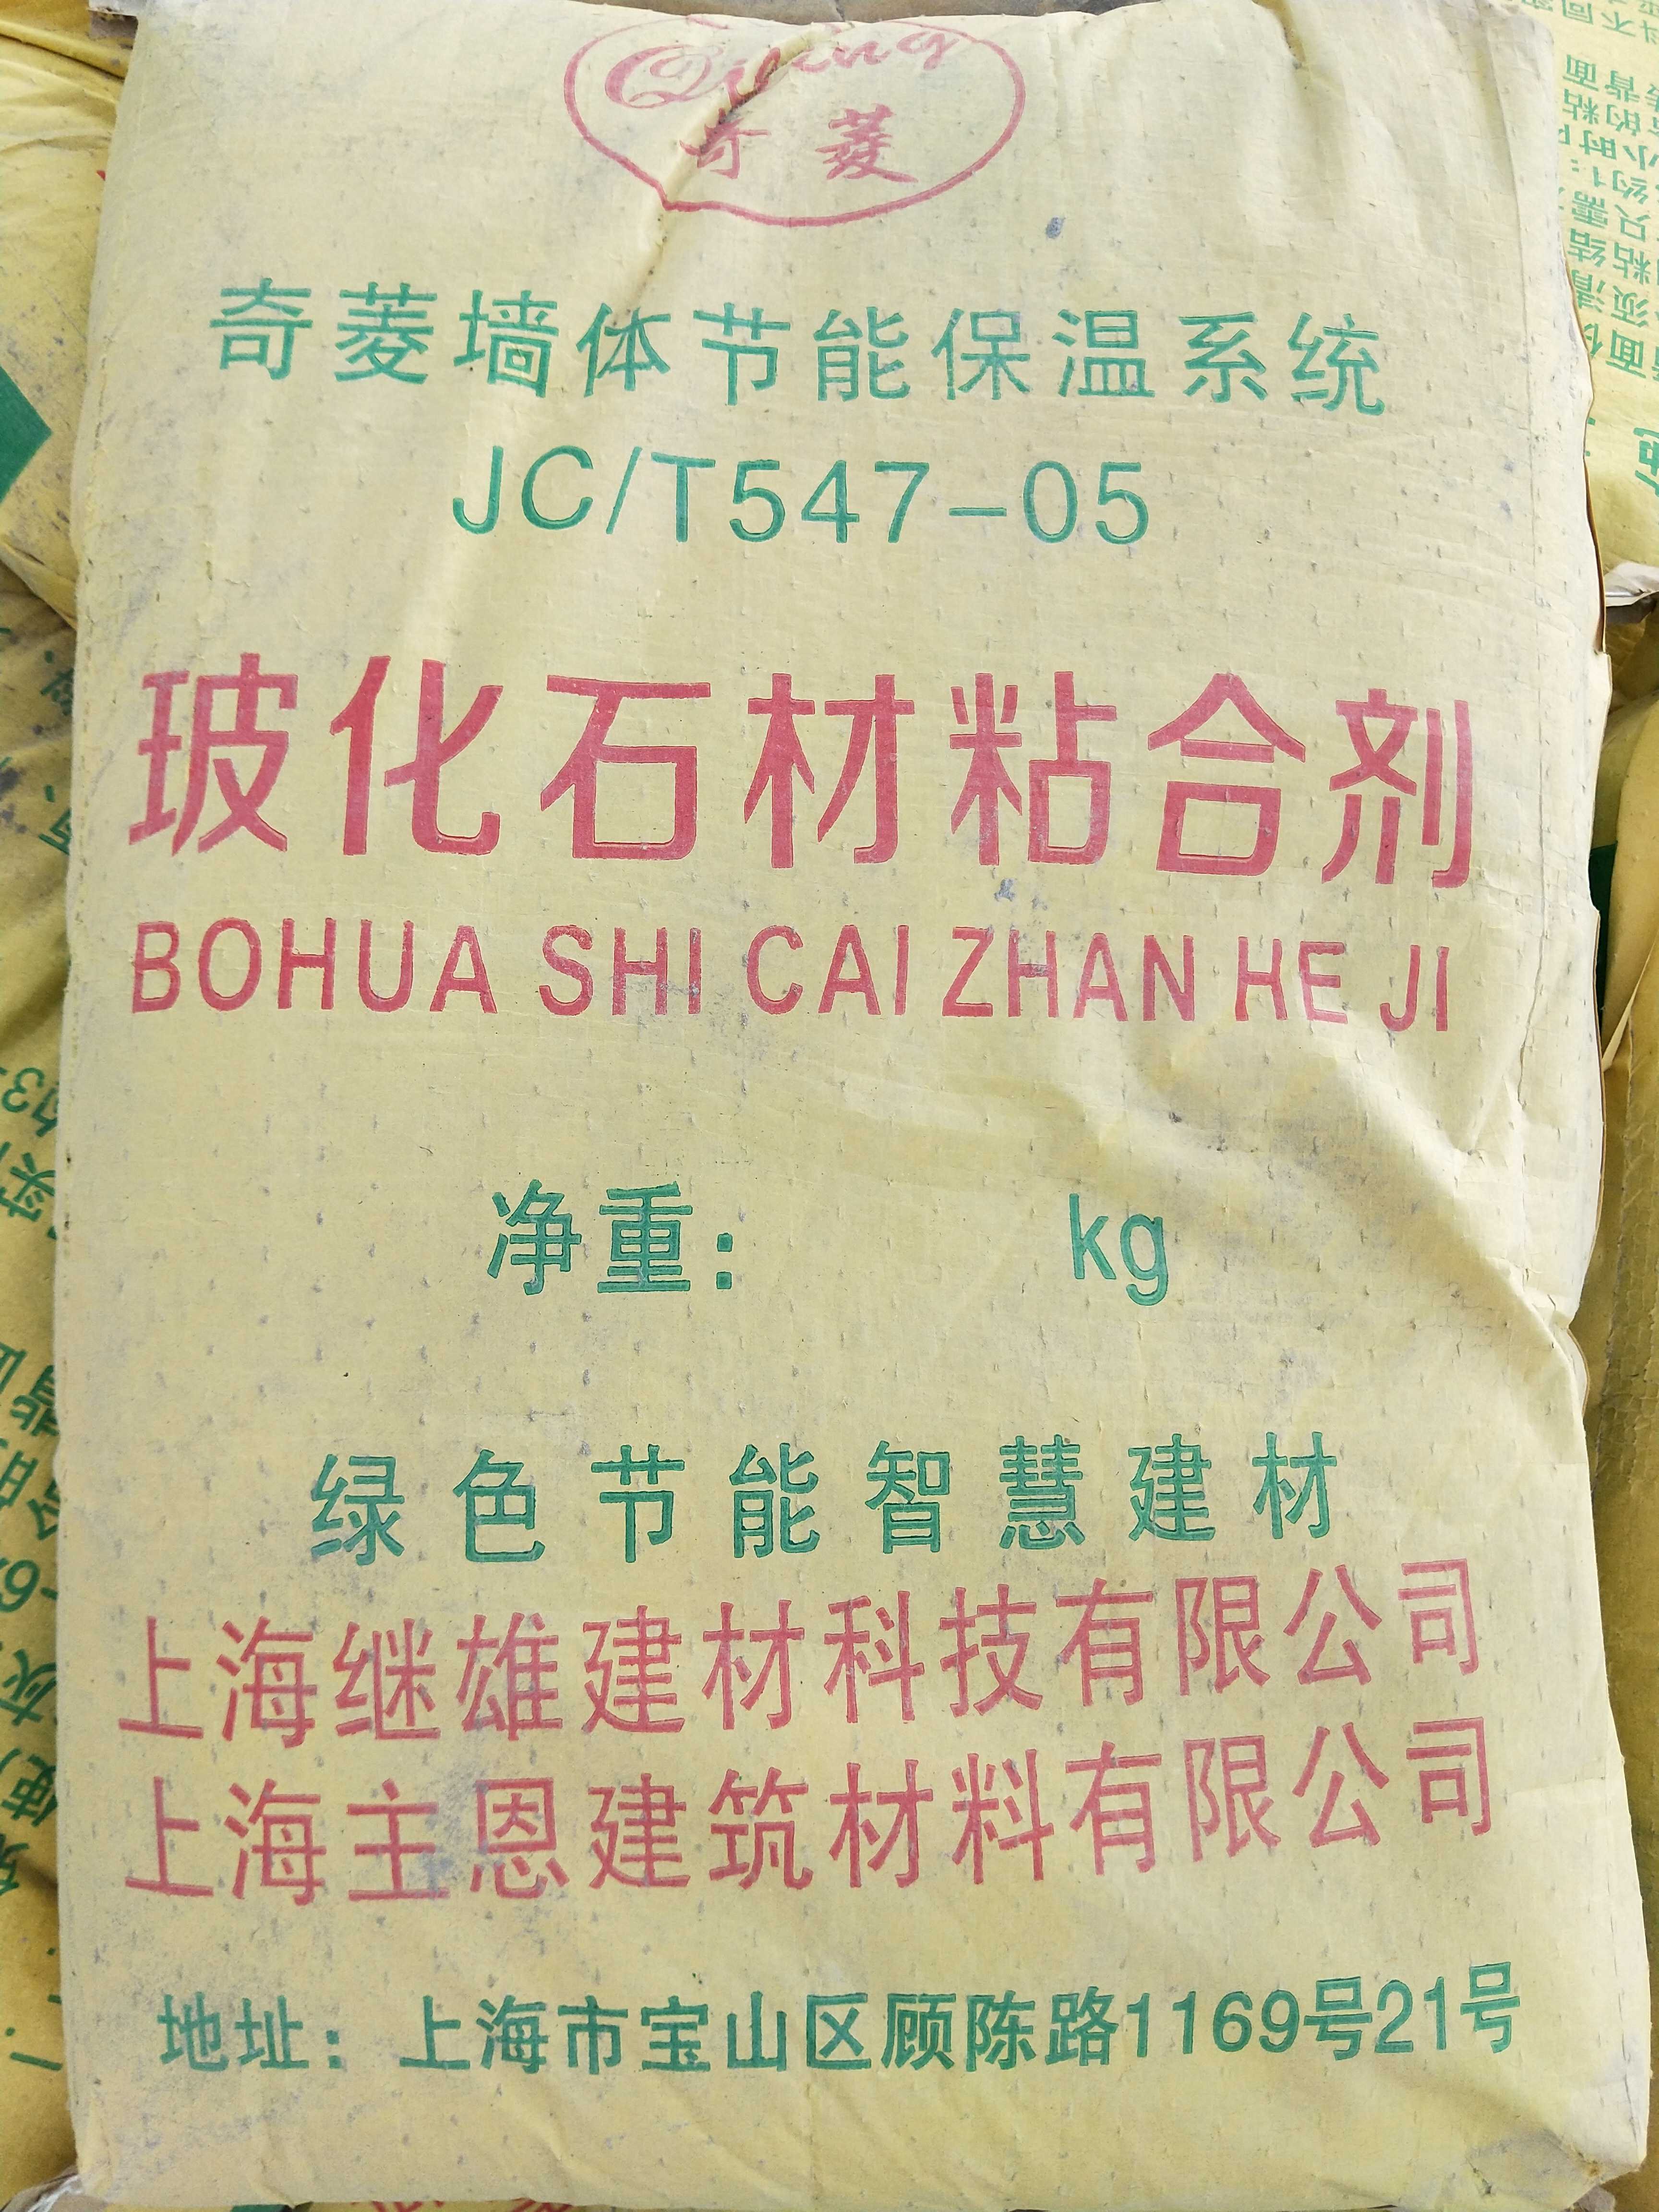 奇菱
奇菱墙体节能保温系统
JC/T547-05
玻化石材粘合剂
BOHUA SHI CAI ZHAN HE JI
净重: kg
绿色节能智慧建材
上海继雄建材科技有限公司
上海主恩建筑材料有限公司
地址：上海市宝山区顾陈路1169号21号